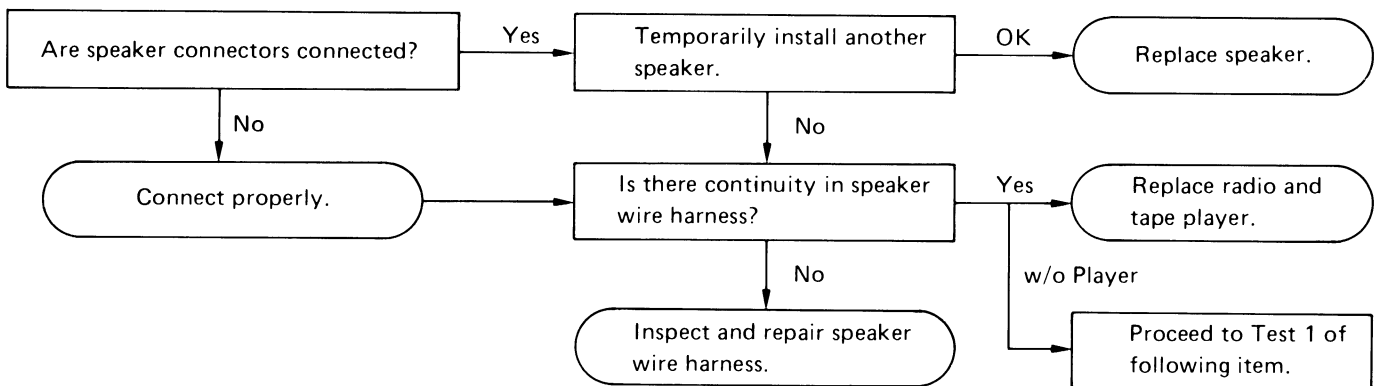 Are speaker connectors connected?
Yes
Temporarily install another
speaker.
OK
Replace speaker.
No
No
Connect properly.
Is there continuity in speaker
wire harness?
Yes
Replace radio and
tape player.
No
w/o Player
Inspect and repair speaker
wire harness.
Proceed to Test 1 of
following item.